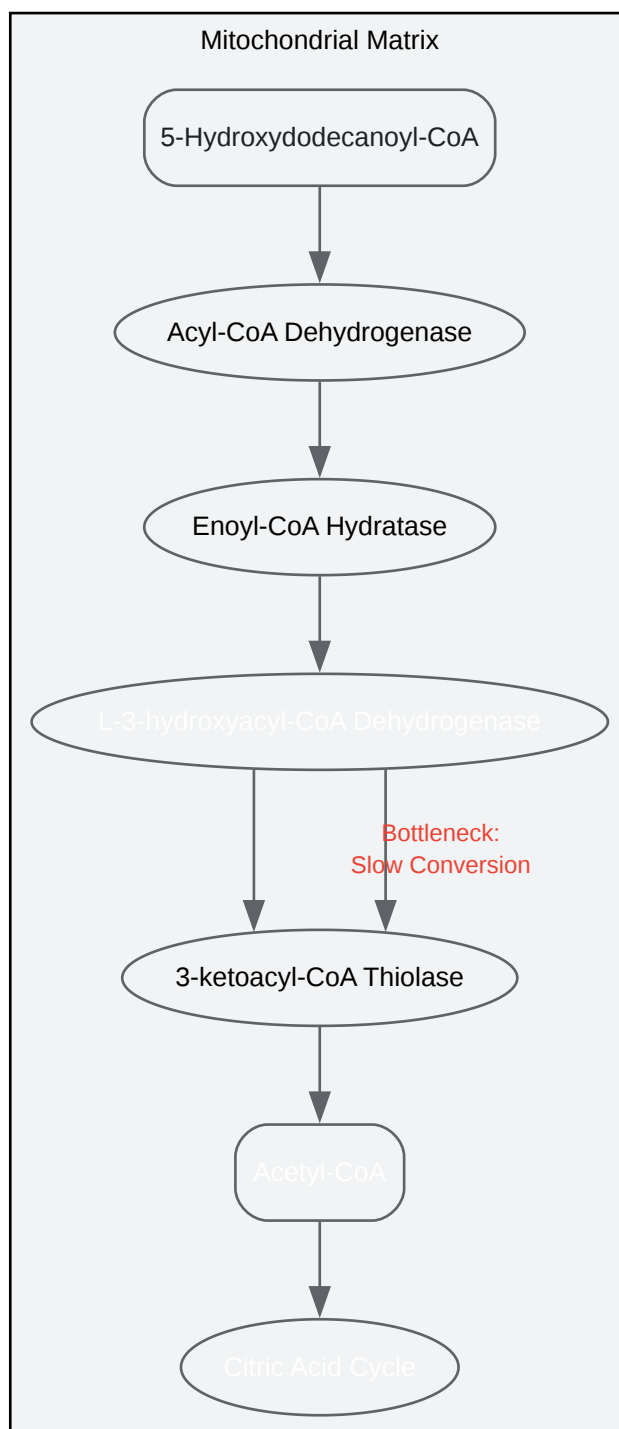 Mitochondrial Matrix
5-Hydroxydodecanoyl-CoA
Acyl-CoA Dehydrogenase
Enoyl-CoA Hydratase
L-3-hydroxyacyl-CoA Dehydrogenase
Bottleneck:
Slow Conversion
3-ketoacyl-CoA Thiolase
Acetyl-CoA
Citric Acid Cycle